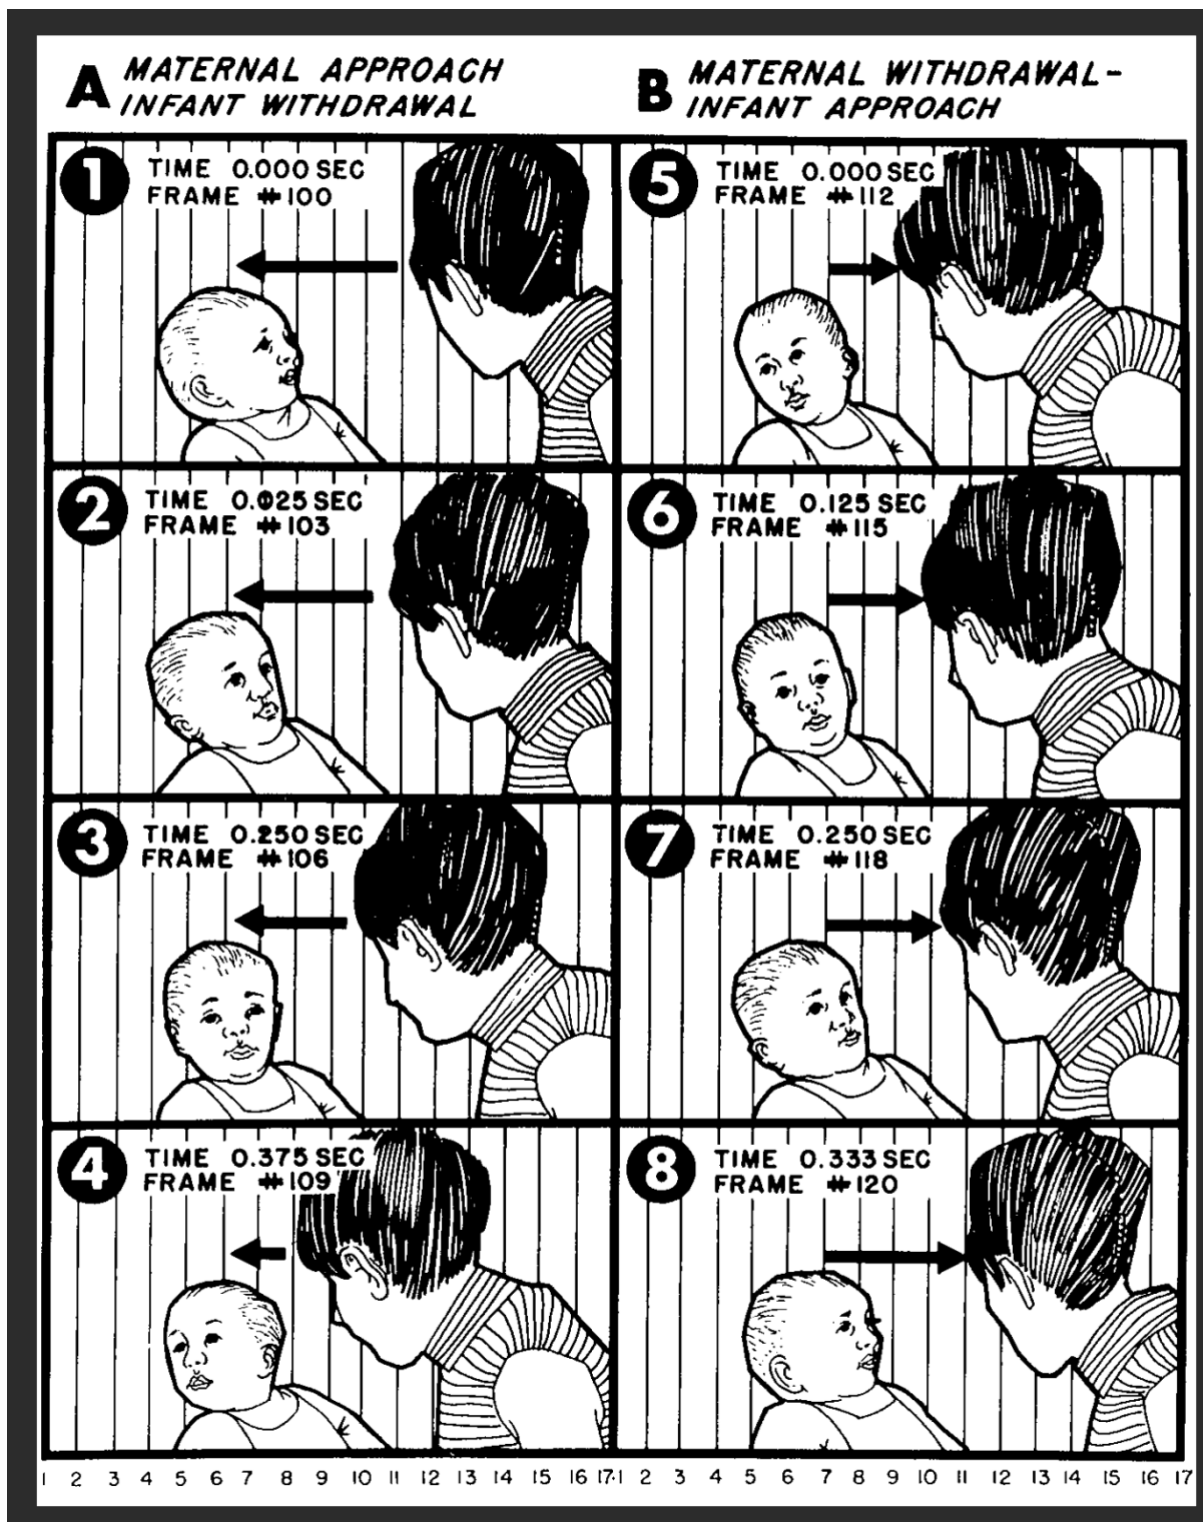 A MATERNAL APPROACH
INFANT WITHDRAWAL
B MATERNAL WITHDRAWAL-
INFANT APPROACH
1 TIME 0.000 SEC
FRAME #100
5 TIME 0.000 SEC
FRAME #112
2 TIME 0.025 SEC
FRAME #103
6 TIME 0.125 SEC
FRAME #115
3 TIME 0.250 SEC
FRAME #106
7 TIME 0.250 SEC
FRAME #118
4 TIME 0.375 SEC
FRAME #109
8 TIME 0.333 SEC
FRAME #120
1 2 3 4 5 6 7 8 9 10 11 12 13 14 15 16 17 1 2 3 4 5 6 7 8 9 10 11 12 13 14 15 16 17